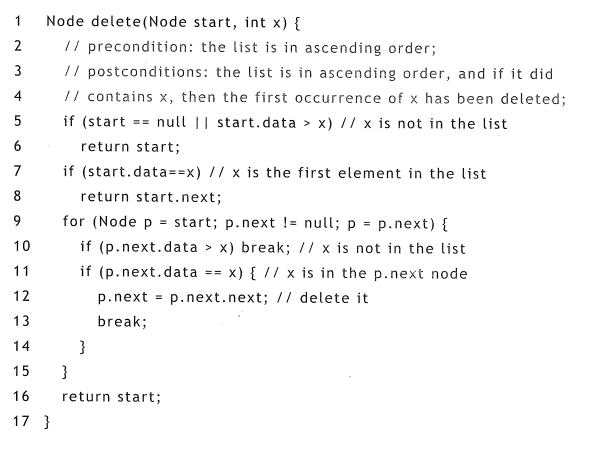 1 Node delete(Node start, int x) {
2 // precondition: the list is in ascending order;
3 // postconditions: the list is in ascending order, and if it did
4 // contains x, then the first occurrence of x has been deleted;
5 if (start == null || start.data > x) // x is not in the list
6 return start;
7 if (start.data==x) // x is the first element in the list
8 return start.next;
9 for (Node p = start; p.next != null; p = p.next) {
10 if (p.next.data > x) break; // x is not in the list
11 if (p.next.data == x) { // x is in the p.next node
12 p.next = p.next.next; // delete it
13 break;
14 }
15 }
16 return start;
17 }